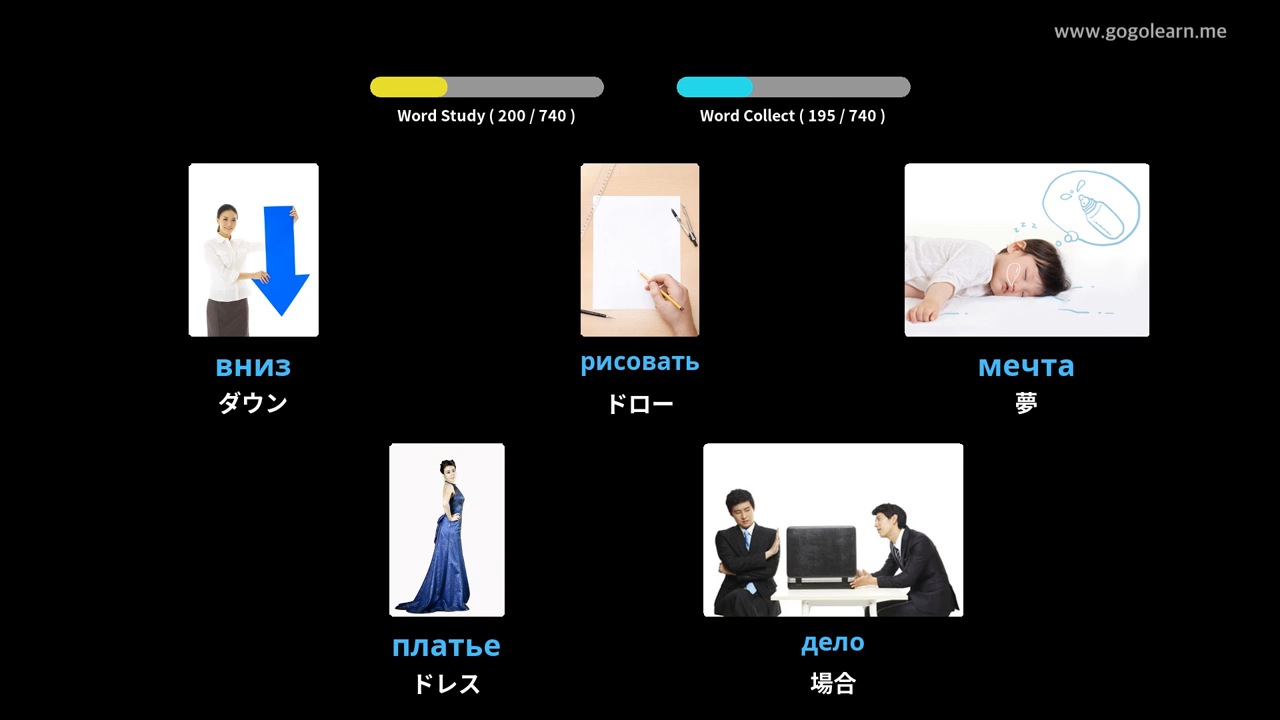 www.gogolearn.me
Word Study ( 200 / 740 )
Word Collect ( 195 / 740 )
вниз
ダウン
рисовать
ドロー
мечта
夢
платье
ドレス
дело
場合